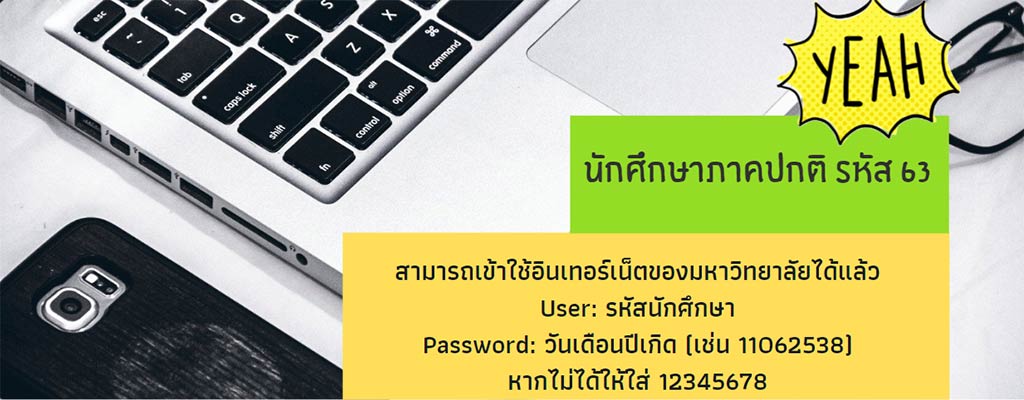 esc
~
tab
Q
A
Z
caps lock
shift
fn
control
alt
option
⌘
command
YEAH
นักศึกษาภาคปกติ รหัส 63
สามารถเข้าใช้อินเทอร์เน็ตของมหาวิทยาลัยได้แล้ว
User: รหัสนักศึกษา
Password: วันเดือนปีเกิด (เช่น 11062538)
หากไม่ได้ให้ใส่ 12345678